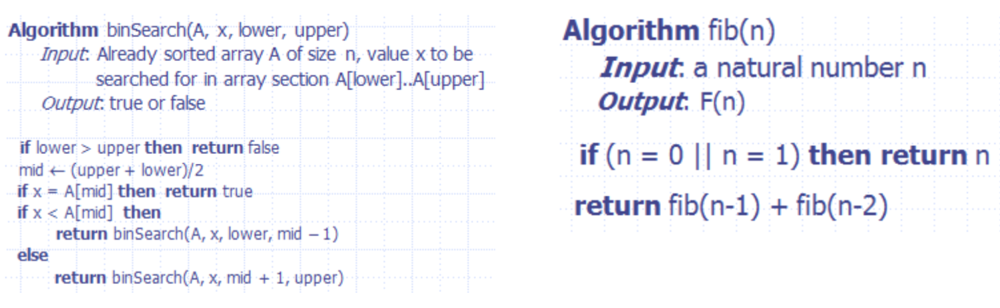 Algorithm binSearch(A, x, lower, upper)
Input: Already sorted array A of size n, value x to be
searched for in array section A[lower]..A[upper]
Output: true or false
if lower > upper then return false
mid ← (upper + lower)/2
if x = A[mid] then return true
if x < A[mid] then
return binSearch(A, x, lower, mid – 1)
else
return binSearch(A, x, mid + 1, upper)
Algorithm fib(n)
Input: a natural number n
Output: F(n)
if (n = 0 || n = 1) then return n
return fib(n-1) + fib(n-2)